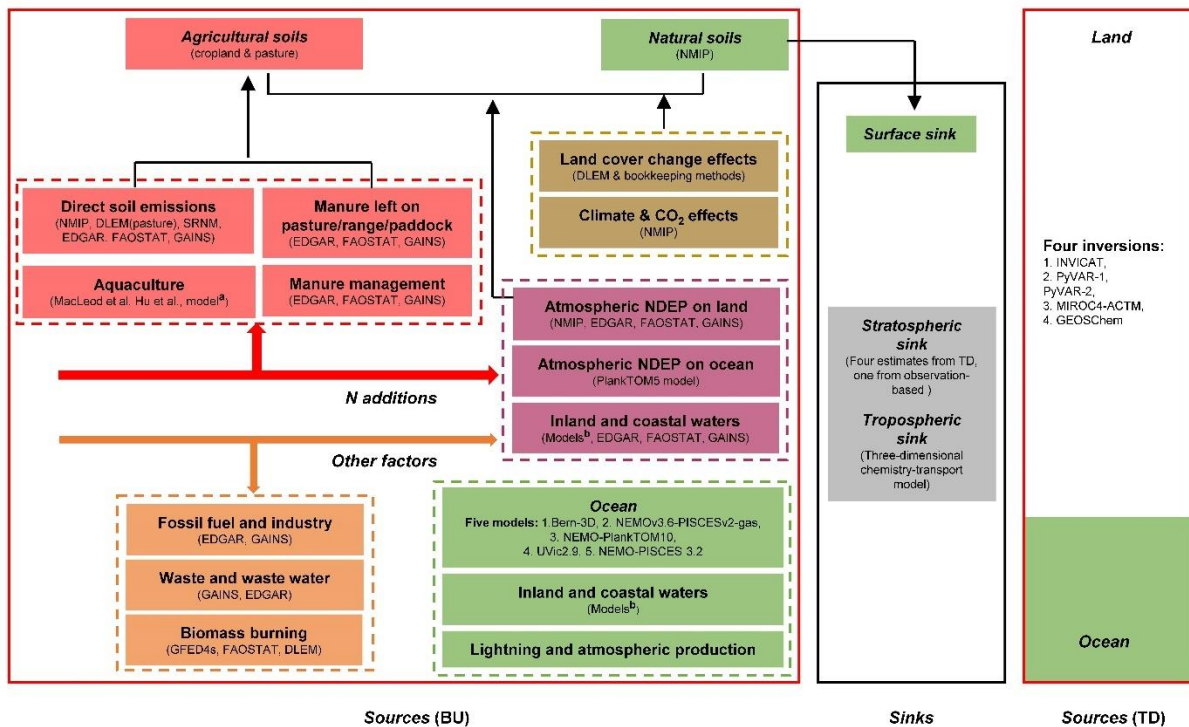 Agricultural soils
(cropland & pasture)
Natural soils
(NMIP)
Land cover change effects
(DLEM & bookkeeping methods)
Climate & CO₂ effects
(NMIP)
Direct soil emissions
(NMIP, DLEM(pasture), SRNM,
EDGAR. FAOSTAT, GAINS)
Manure left on
pasture/range/paddock
(EDGAR, FAOSTAT, GAINS)
Aquaculture
(MacLeod et al. Hu et al., modelᵃ)
Manure management
(EDGAR, FAOSTAT, GAINS)
Atmospheric NDEP on land
(NMIP, EDGAR, FAOSTAT, GAINS)
Atmospheric NDEP on ocean
(PlankTOM5 model)
Inland and coastal waters
(Modelsᵇ, EDGAR, FAOSTAT, GAINS)
N additions
Other factors
Fossil fuel and industry
(EDGAR, GAINS)
Waste and waste water
(GAINS, EDGAR)
Biomass burning
(GFED4s, FAOSTAT, DLEM)
Ocean
Five models: 1.Bern-3D, 2. NEMOv3.6-PISCESv2-gas,
3. NEMO-PlankTOM10,
4. UVic2.9. 5. NEMO-PISCES 3.2
Inland and coastal waters
(Modelsᵇ)
Lightning and atmospheric production
Sources (BU)
Surface sink
Stratospheric
sink
(Four estimates from TD,
one from observation-
based )
Tropospheric
sink
(Three-dimensional
chemistry-transport
model)
Sinks
Land
Four inversions:
1. INVICAT,
2. PyVAR-1,
PyVAR-2,
3. MIROC4-ACTM,
4. GEOSChem
Ocean
Sources (TD)